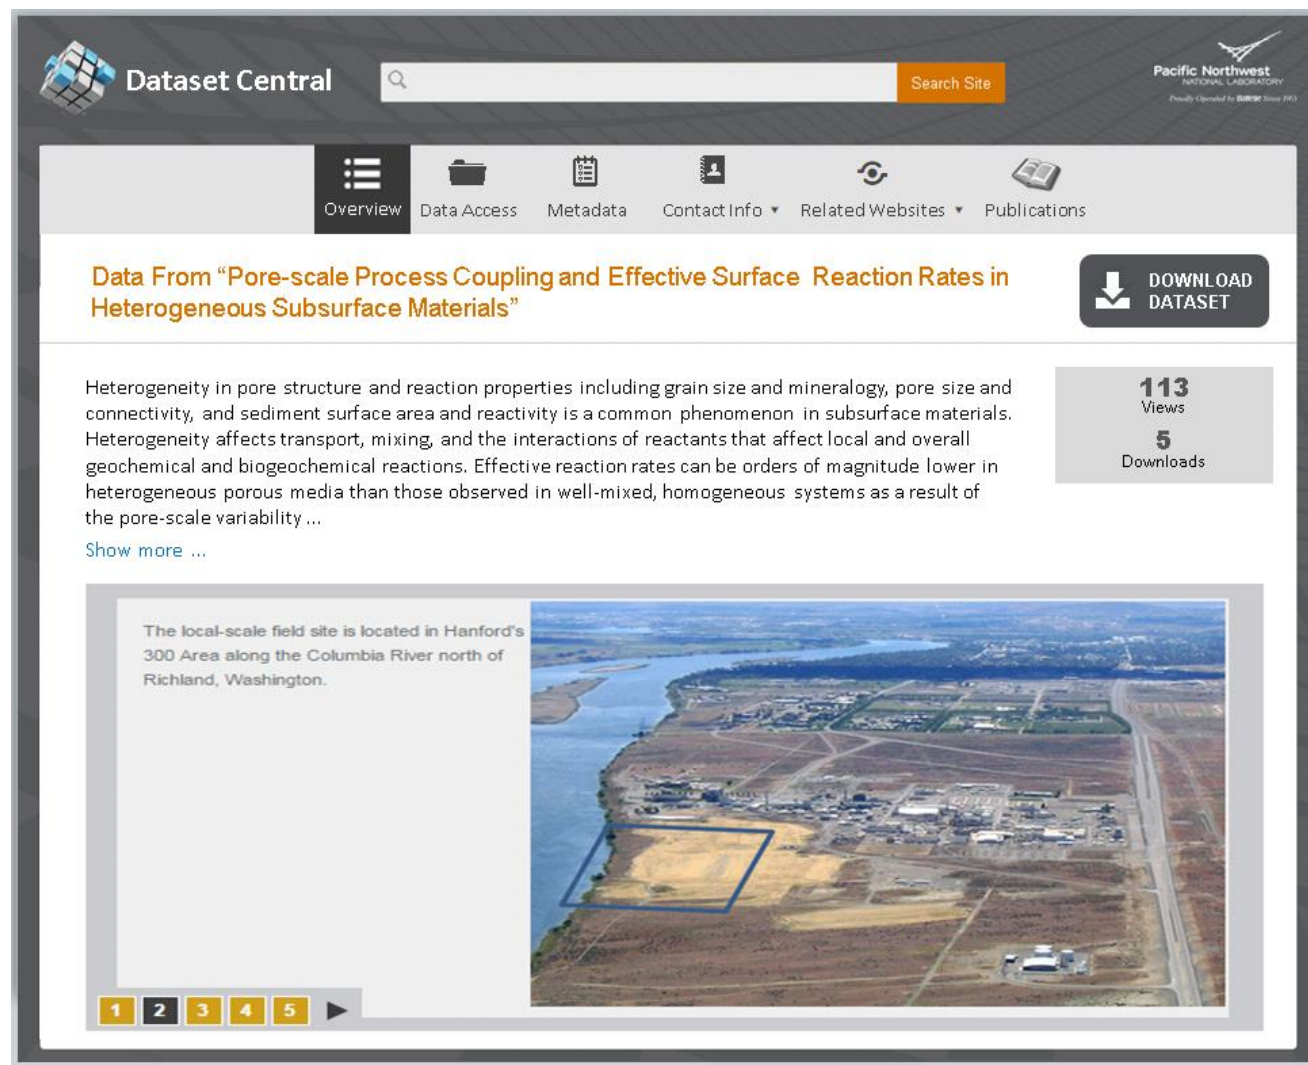 Dataset Central
Search Site
Pacific Northwest
NATIONAL LABORATORY
Proudly Operated by Battelle Since 1965
Overview
Data Access
Metadata
Contact Info
Related Websites
Publications
Data From “Pore-scale Process Coupling and Effective Surface Reaction Rates in
Heterogeneous Subsurface Materials”
DOWNLOAD
DATASET
Heterogeneity in pore structure and reaction properties including grain size and mineralogy, pore size and
connectivity, and sediment surface area and reactivity is a common phenomenon in subsurface materials.
Heterogeneity affects transport, mixing, and the interactions of reactants that affect local and overall
geochemical and biogeochemical reactions. Effective reaction rates can be orders of magnitude lower in
heterogeneous porous media than those observed in well-mixed, homogeneous systems as a result of
the pore-scale variability ...
Show more ...
113
Views
5
Downloads
The local-scale field site is located in Hanford's
300 Area along the Columbia River north of
Richland, Washington.
1 2 3 4 5